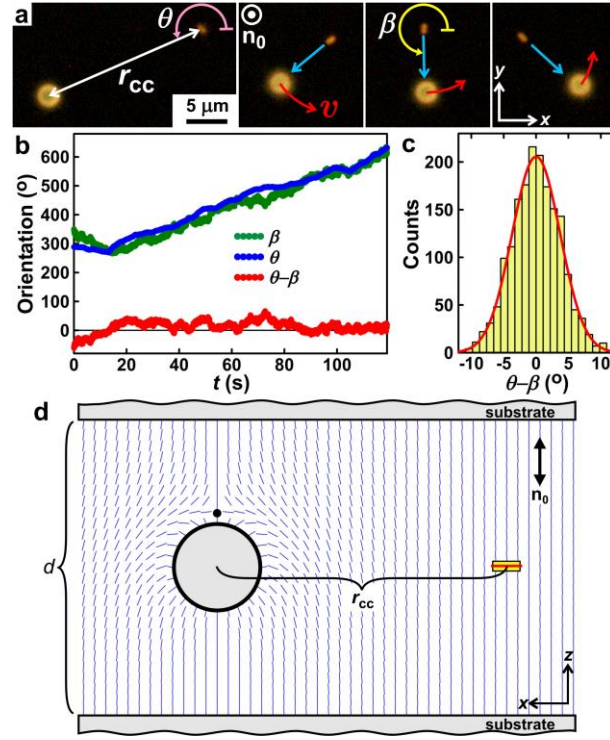 a
θ
r_cc
5 μm
n₀
v
β
y
x
b
Orientation (°)
600
500
400
300
200
100
0
β
θ
θ–β
0
20
40
60
80
100
t (s)
c
Counts
200
150
100
50
0
-10
-5
0
5
10
θ–β (°)
d
substrate
d
n₀
r_cc
z
x
substrate